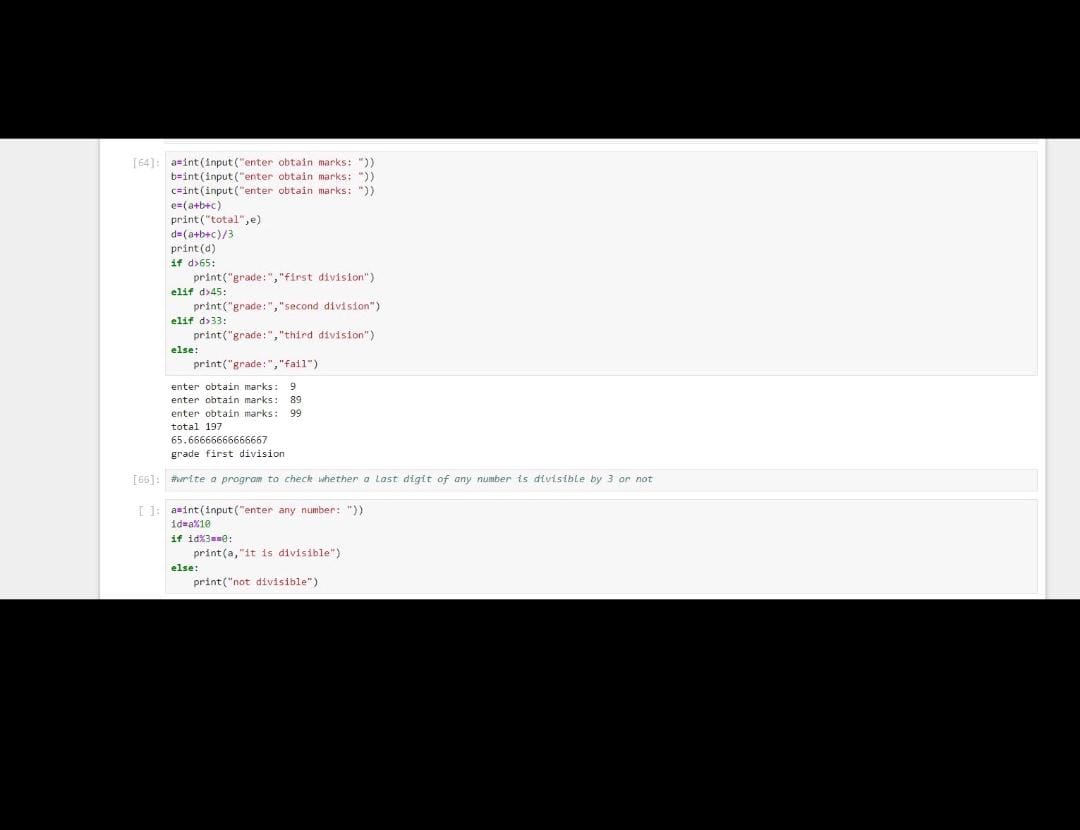 [64]: a=int(input("enter obtain marks: "))
b=int(input("enter obtain marks: "))
c=int(input("enter obtain marks: "))
e=(a+b+c)
print("total",e)
d=(a+b+c)/3
print(d)
if d>65:
    print("grade:","first division")
elif d>45:
    print("grade:","second division")
elif d>33:
    print("grade:","third division")
else:
    print("grade:","fail")
enter obtain marks:  9
enter obtain marks:  89
enter obtain marks:  99
total 197
65.66666666666667
grade first division
[66]: #write a program to check whether a last digit of any number is divisible by 3 or not
[ ]: a=int(input("enter any number: "))
id=a%10
if id%3==0:
    print(a,"it is divisible")
else:
    print("not divisible")